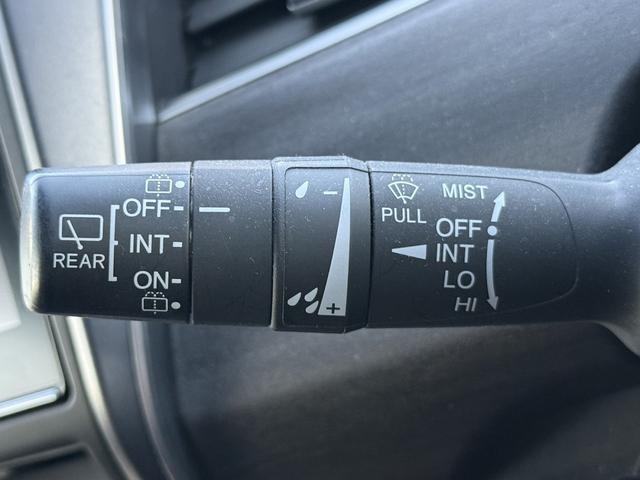 OFF
INT
ON
REAR
−
+
PULL
MIST
OFF
INT
LO
HI